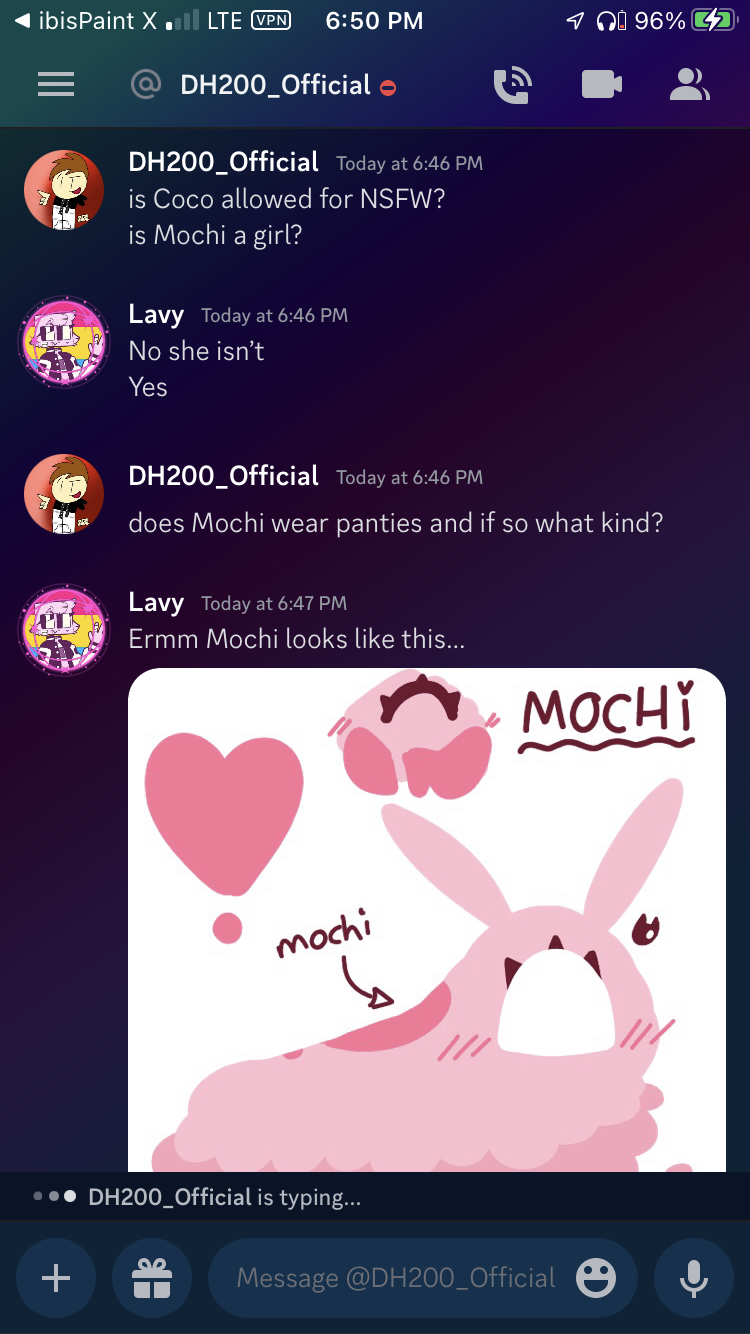 ibisPaint X LTE VPN 6:50 PM 96%
@ DH200_Official
DH200_Official Today at 6:46 PM
is Coco allowed for NSFW?
is Mochi a girl?
Lavy Today at 6:46 PM
No she isn’t
Yes
DH200_Official Today at 6:46 PM
does Mochi wear panties and if so what kind?
Lavy Today at 6:47 PM
Ermm Mochi looks like this...
MOCHi
mochi
DH200_Official is typing...
Message @DH200_Official